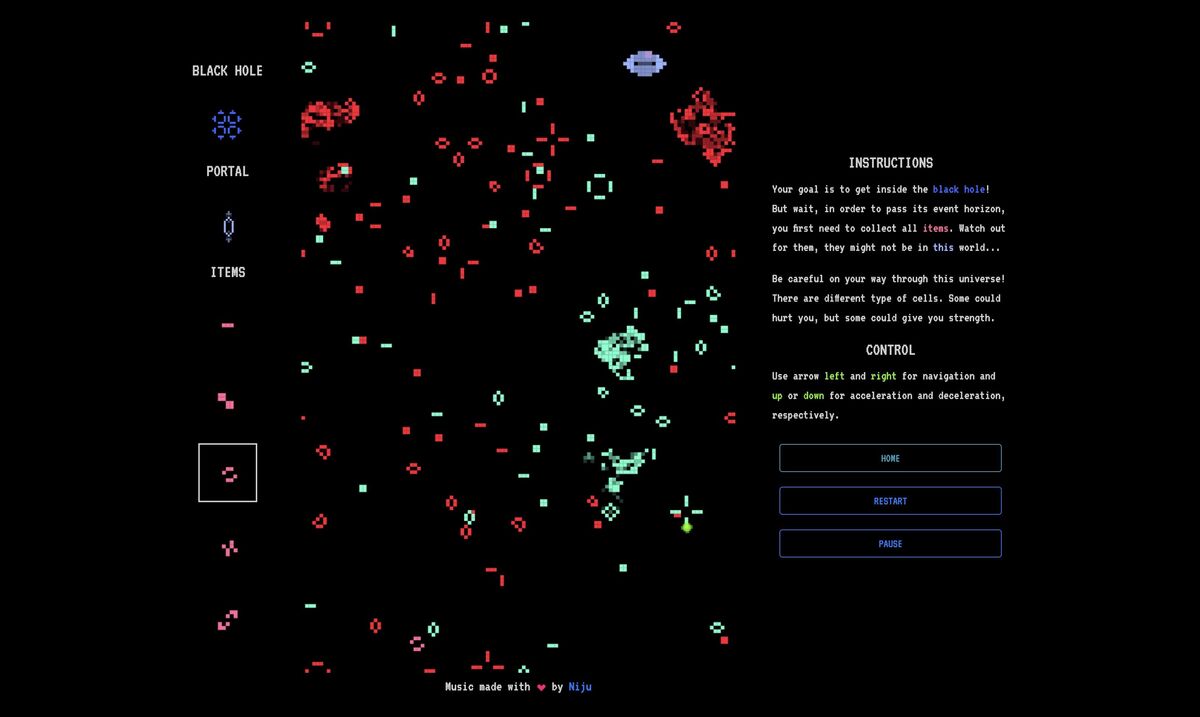 BLACK HOLE
PORTAL
ITEMS
INSTRUCTIONS
Your goal is to get inside the black hole!
But wait, in order to pass its event horizon,
you first need to collect all items. Watch out
for them, they might not be in this world...
Be careful on your way through this universe!
There are different type of cells. Some could
hurt you, but some could give you strength.
CONTROL
Use arrow left and right for navigation and
up or down for acceleration and deceleration,
respectively.
HOME
RESTART
PAUSE
Music made with ❤ by Niju